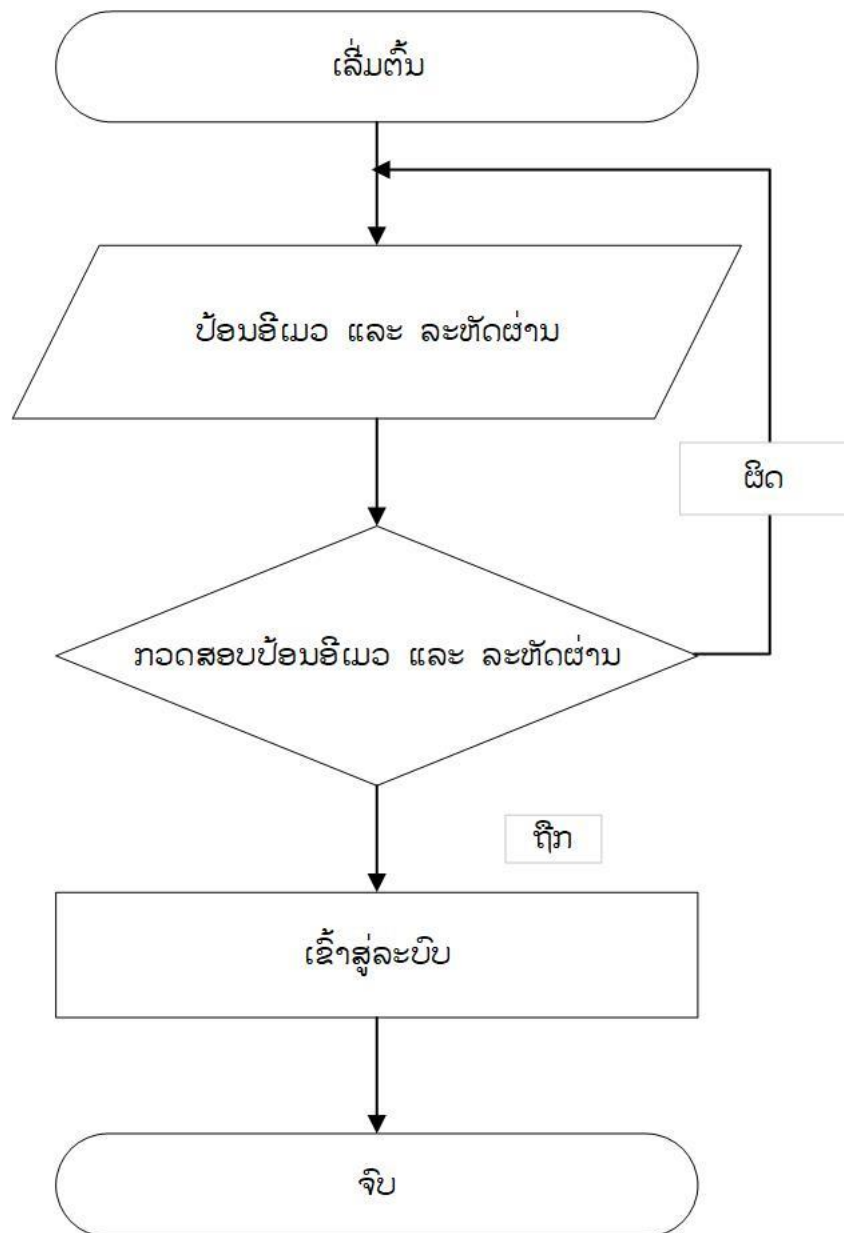 ເລີ່ມຕົ້ນ
ປ້ອນອີເມວ ແລະ ລະຫັດຜ່ານ
ຜິດ
ກວດສອບປ້ອນອີເມວ ແລະ ລະຫັດຜ່ານ
ຖືກ
ເຂົ້າສູ່ລະບົບ
ຈົບ